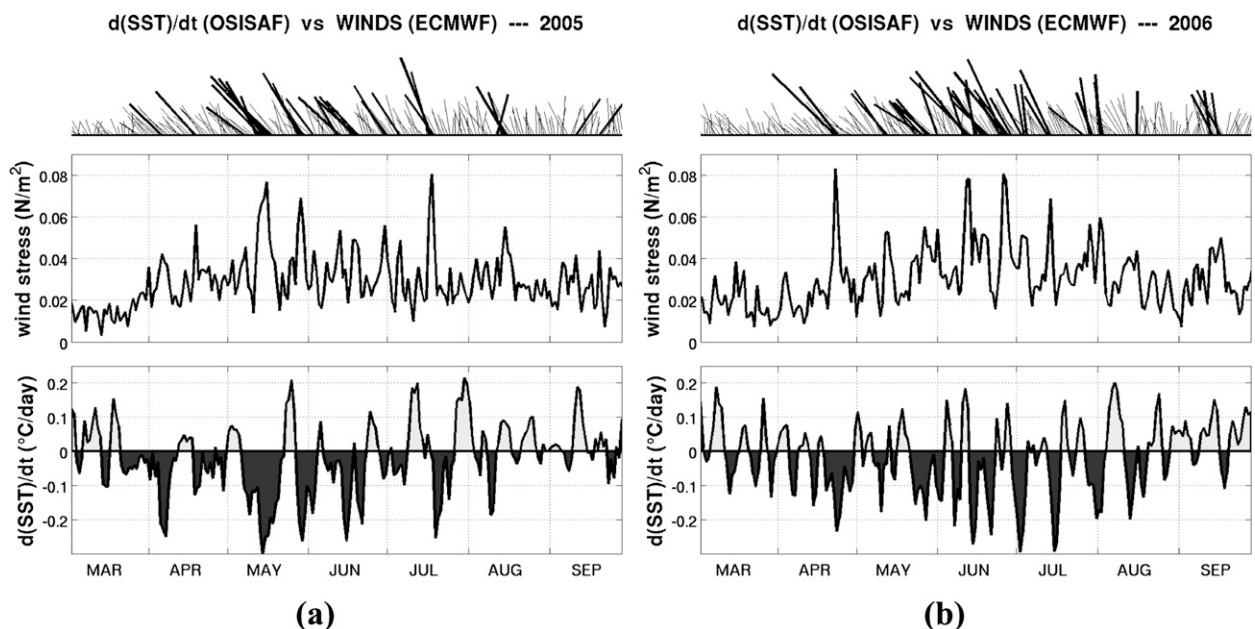 d(SST)/dt (OSISAF) vs WINDS (ECMWF) --- 2005
wind stress (N/m²)
0.08
0.06
0.04
0.02
0
d(SST)/dt (°C/day)
0.2
0.1
0
-0.1
-0.2
MAR APR MAY JUN JUL AUG SEP
(a)
d(SST)/dt (OSISAF) vs WINDS (ECMWF) --- 2006
wind stress (N/m²)
0.08
0.06
0.04
0.02
0
d(SST)/dt (°C/day)
0.2
0.1
0
-0.1
-0.2
MAR APR MAY JUN JUL AUG SEP
(b)